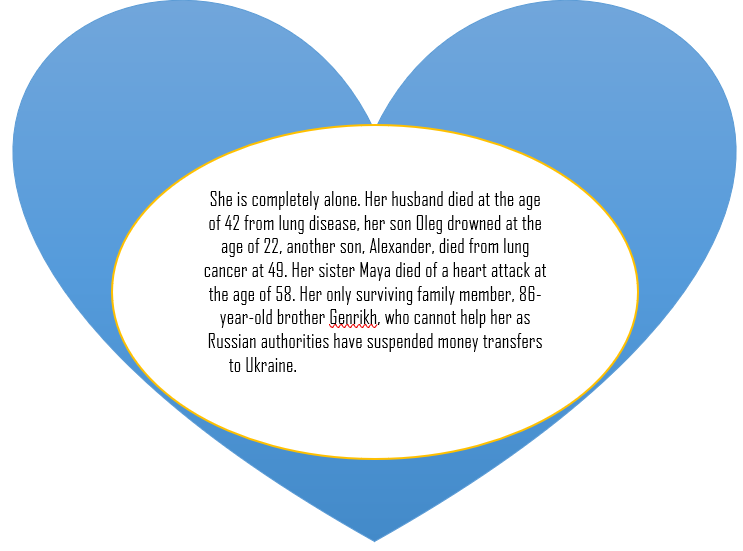 She is completely alone. Her husband died at the age
of 42 from lung disease, her son Oleg drowned at the
age of 22, another son, Alexander, died from lung
cancer at 49. Her sister Maya died of a heart attack at
the age of 58. Her only surviving family member, 86-
year-old brother Genrikh, who cannot help her as
Russian authorities have suspended money transfers
to Ukraine.